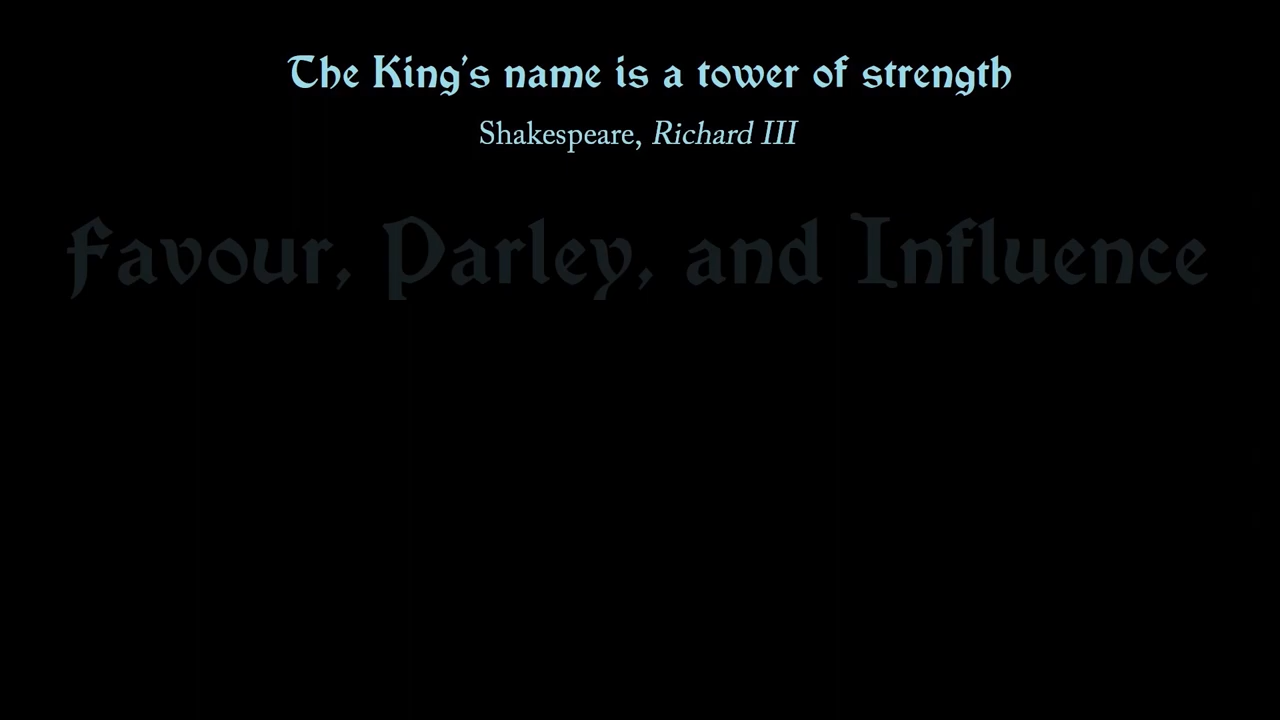 The King's name is a tower of strength
Shakespeare, Richard III
Favour, Parley, and Influence